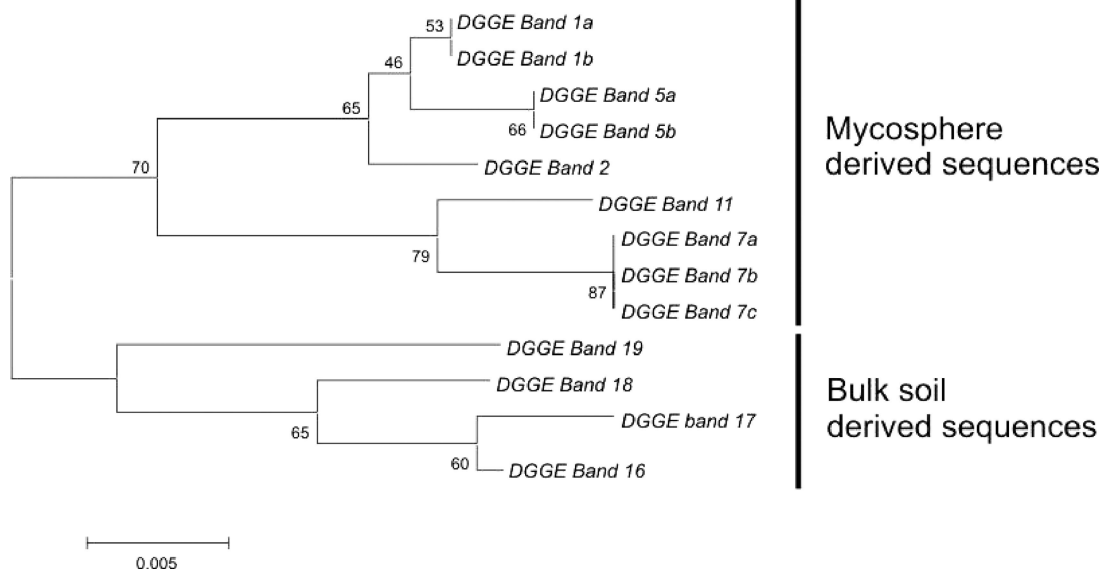 53
DGGE Band 1a
DGGE Band 1b
46
DGGE Band 5a
65
66
DGGE Band 5b
Mycosphere
derived sequences
70
DGGE Band 2
DGGE Band 11
DGGE Band 7a
79
DGGE Band 7b
87
DGGE Band 7c
DGGE Band 19
DGGE Band 18
Bulk soil
derived sequences
DGGE band 17
65
60
DGGE Band 16
0.005